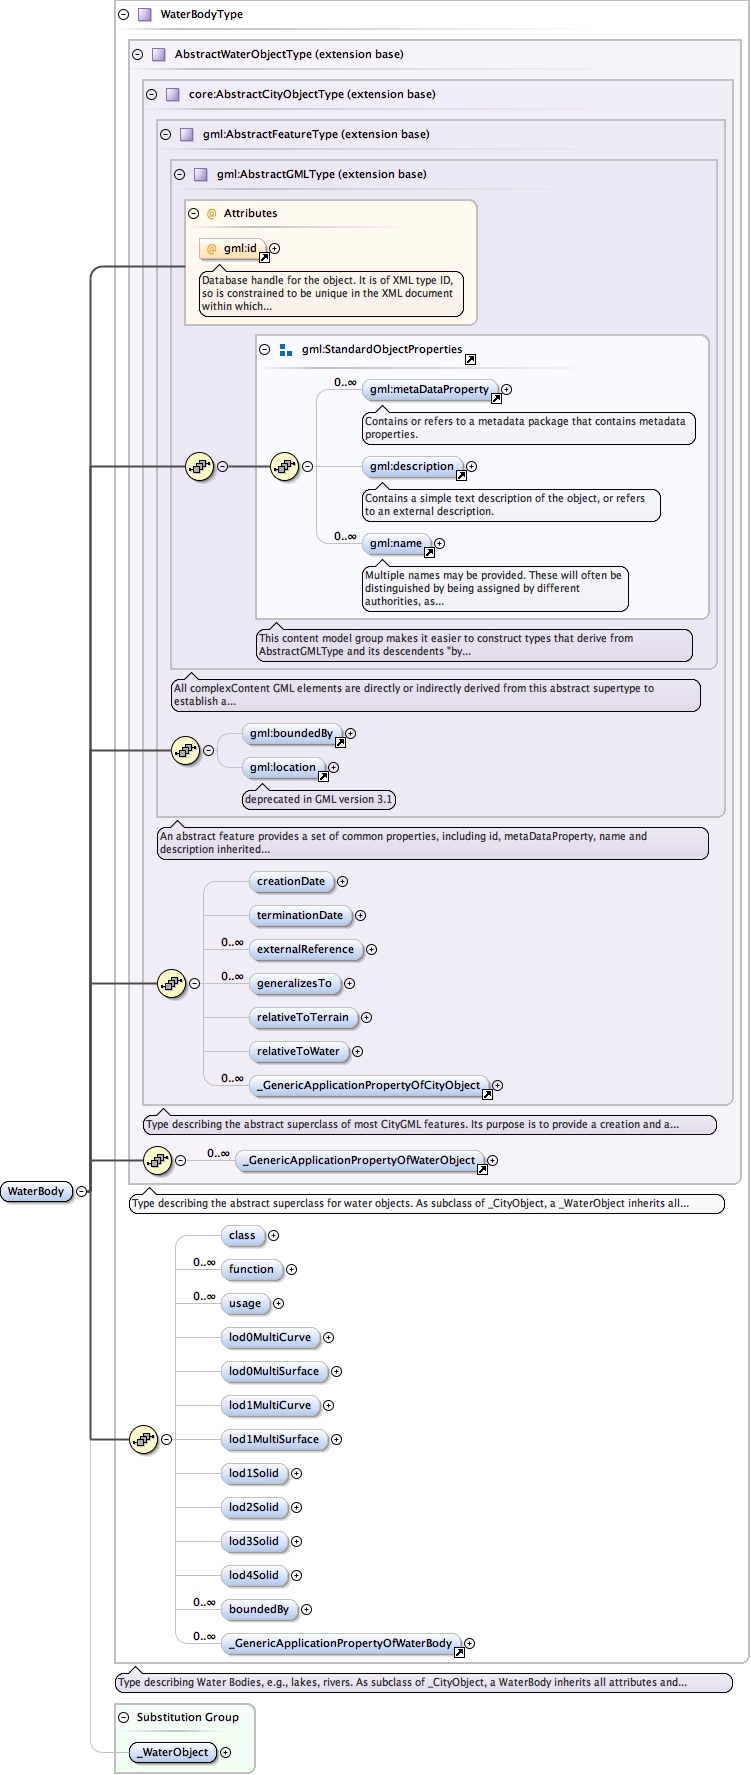 WaterBodyType
AbstractWaterObjectType (extension base)
core:AbstractCityObjectType (extension base)
gml:AbstractFeatureType (extension base)
gml:AbstractGMLType (extension base)
@ Attributes
@ gml:id
Database handle for the object. It is of XML type ID,
so is constrained to be unique in the XML document
within which...
gml:StandardObjectProperties
0..∞
gml:metaDataProperty
Contains or refers to a metadata package that contains metadata
properties.
gml:description
Contains a simple text description of the object, or refers
to an external description.
0..∞
gml:name
Multiple names may be provided. These will often be
distinguished by being assigned by different
authorities, as...
This content model group makes it easier to construct types that derive from
AbstractGMLType and its descendents "by...
All complexContent GML elements are directly or indirectly derived from this abstract supertype to
establish a...
gml:boundedBy
gml:location
deprecated in GML version 3.1
An abstract feature provides a set of common properties, including id, metaDataProperty, name and
description inherited...
creationDate
terminationDate
0..∞
externalReference
0..∞
generalizesTo
relativeToTerrain
relativeToWater
0..∞
_GenericApplicationPropertyOfCityObject
Type describing the abstract superclass of most CityGML features. Its purpose is to provide a creation and a...
0..∞
_GenericApplicationPropertyOfWaterObject
WaterBody
Type describing the abstract superclass for water objects. As subclass of _CityObject, a _WaterObject inherits all...
class
0..∞
function
0..∞
usage
lod0MultiCurve
lod0MultiSurface
lod1MultiCurve
lod1MultiSurface
lod1Solid
lod2Solid
lod3Solid
lod4Solid
0..∞
boundedBy
0..∞
_GenericApplicationPropertyOfWaterBody
Type describing Water Bodies, e.g., lakes, rivers. As subclass of _CityObject, a WaterBody inherits all attributes and...
Substitution Group
_WaterObject